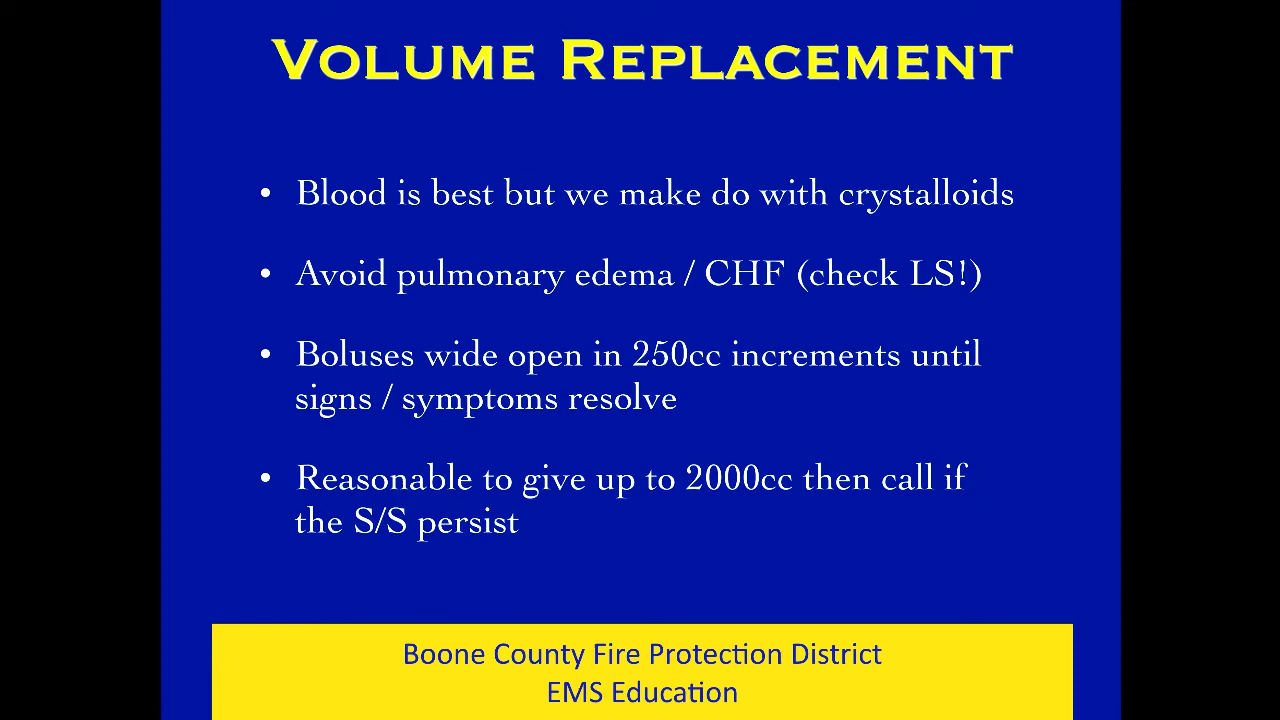 VOLUME REPLACEMENT
• Blood is best but we make do with crystalloids
• Avoid pulmonary edema / CHF (check LS!)
• Boluses wide open in 250cc increments until
signs / symptoms resolve
• Reasonable to give up to 2000cc then call if
the S/S persist
Boone County Fire Protection District
EMS Education